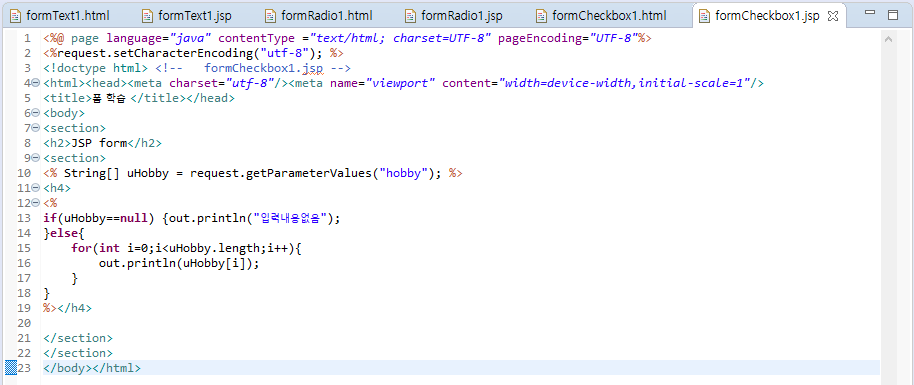 formText1.html formText1.jsp formRadio1.html formRadio1.jsp formCheckbox1.html formCheckbox1.jsp
1 <%@ page language="java" contentType ="text/html; charset=UTF-8" pageEncoding="UTF-8"%>
2 <%request.setCharacterEncoding("utf-8"); %>
3 <!doctype html> <!--   formCheckbox1.jsp -->
4 <html><head><meta charset="utf-8"/><meta name="viewport" content="width=device-width,initial-scale=1"/>
5 <title>폼 학습 </title></head>
6 <body>
7 <section>
8 <h2>JSP form</h2>
9 <section>
10 <% String[] uHobby = request.getParameterValues("hobby"); %>
11 <h4>
12 <%
13 if(uHobby==null) {out.println("입력내용없음");
14 }else{
15     for(int i=0;i<uHobby.length;i++){
16         out.println(uHobby[i]);
17     }
18 }
19 %></h4>
20
21 </section>
22 </section>
23 </body></html>